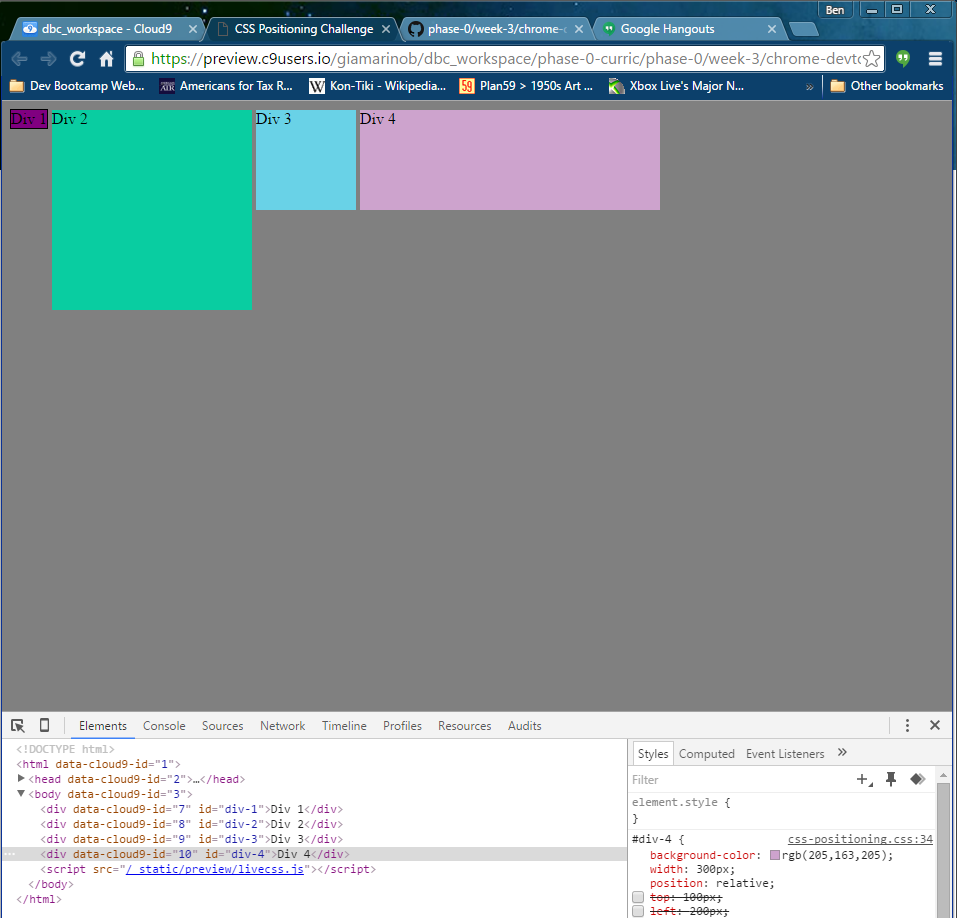 Ben
dbc_workspace - Cloud9
CSS Positioning Challenge
phase-0/week-3/chrome-d
Google Hangouts
https://preview.c9users.io/giamarinob/dbc_workspace/phase-0-curric/phase-0/week-3/chrome-devto
Dev Bootcamp Web...
AIR
Americans for Tax R...
W
Kon-Tiki - Wikipedia...
59
Plan59 > 1950s Art ...
Xbox Live's Major N...
»
Other bookmarks
Div 1
Div 2
Div 3
Div 4
Elements
Console
Sources
Network
Timeline
Profiles
Resources
Audits
<!DOCTYPE html>
<html data-cloud9-id="1">
<head data-cloud9-id="2">…</head>
<body data-cloud9-id="3">
<div data-cloud9-id="7" id="div-1">Div 1</div>
<div data-cloud9-id="8" id="div-2">Div 2</div>
<div data-cloud9-id="9" id="div-3">Div 3</div>
<div data-cloud9-id="10" id="div-4">Div 4</div>
<script src="/_static/preview/livecss.js"></script>
</body>
</html>
Styles
Computed
Event Listeners
»
Filter
element.style {
}
#div-4 {
css-positioning.css:34
background-color: rgb(205,163,205);
width: 300px;
position: relative;
top: 100px;
left: 200px;